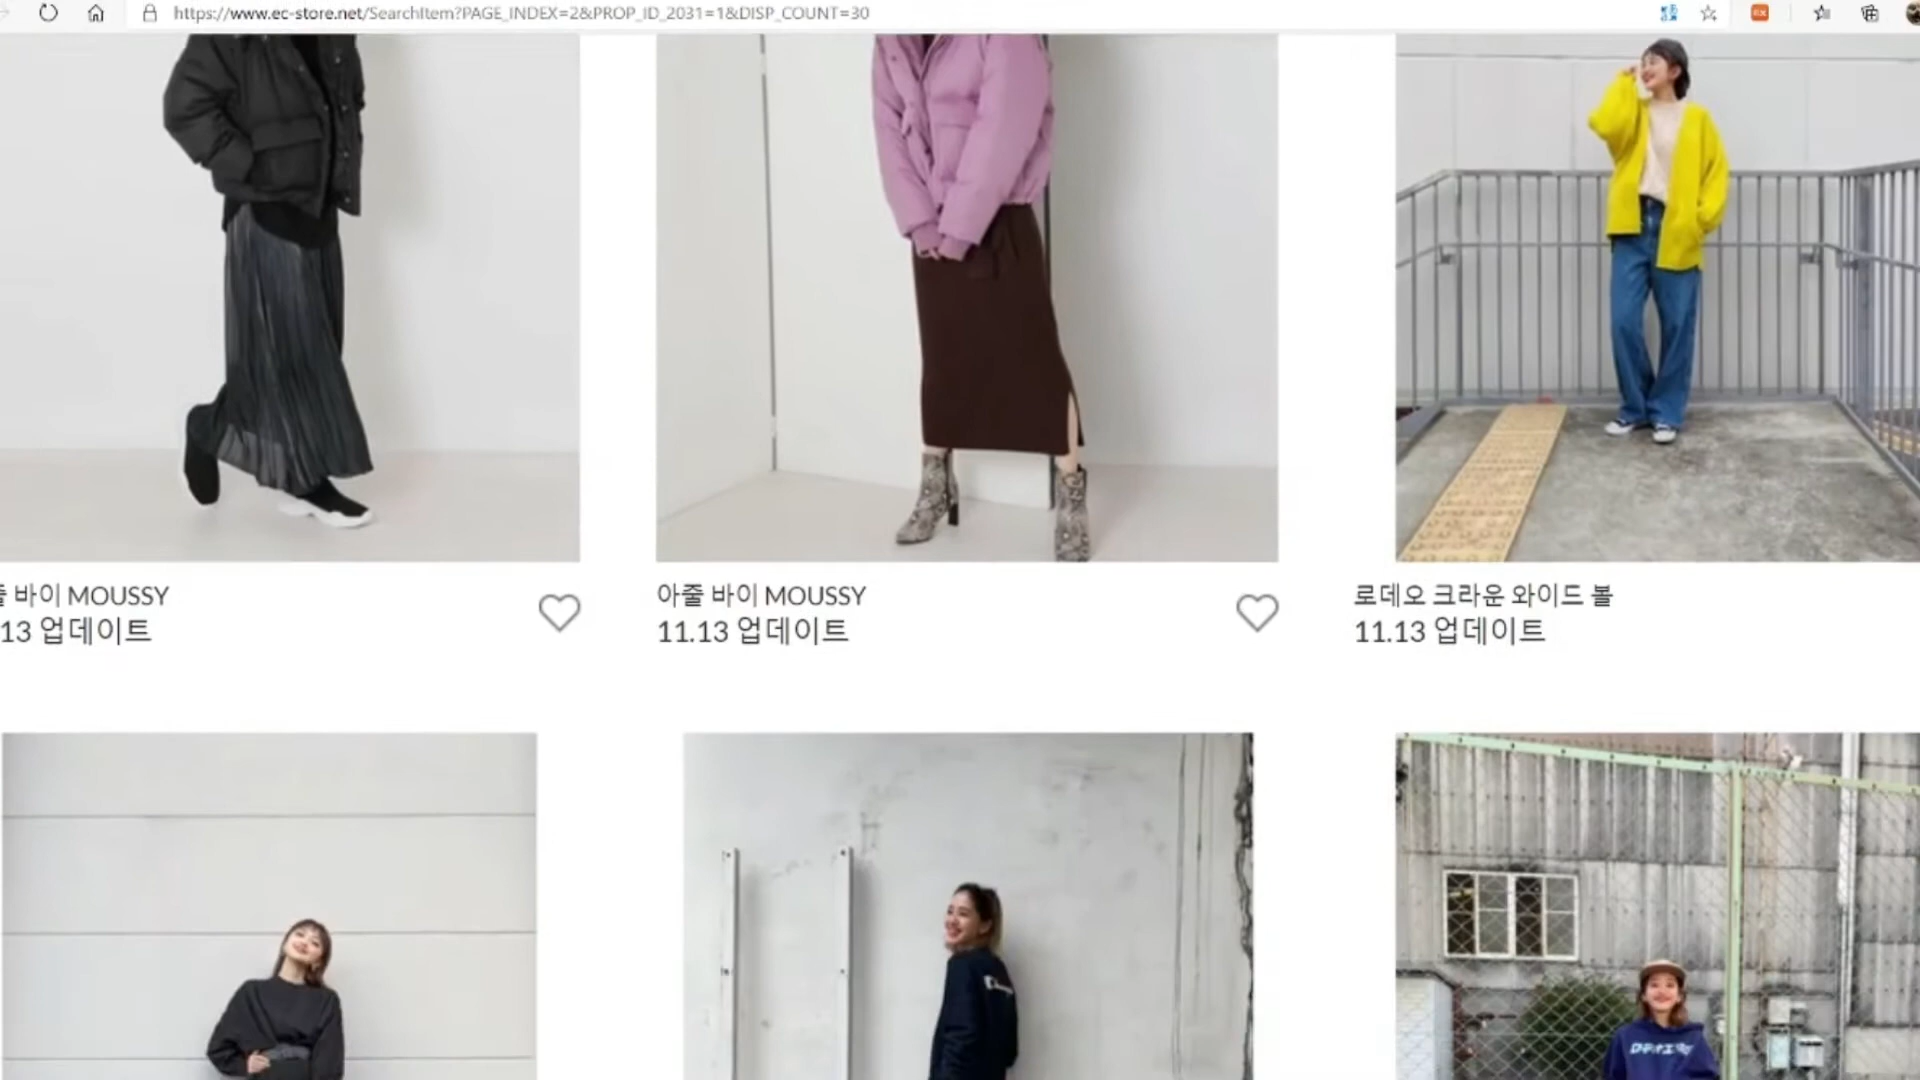 https://www.ec-store.net/SearchItem?PAGE_INDEX=2&PROP_ID_2031=1&DISP_COUNT=30
바이 MOUSSY
13 업데이트
아줄 바이 MOUSSY
11.13 업데이트
로데오 크라운 와이드 볼
11.13 업데이트